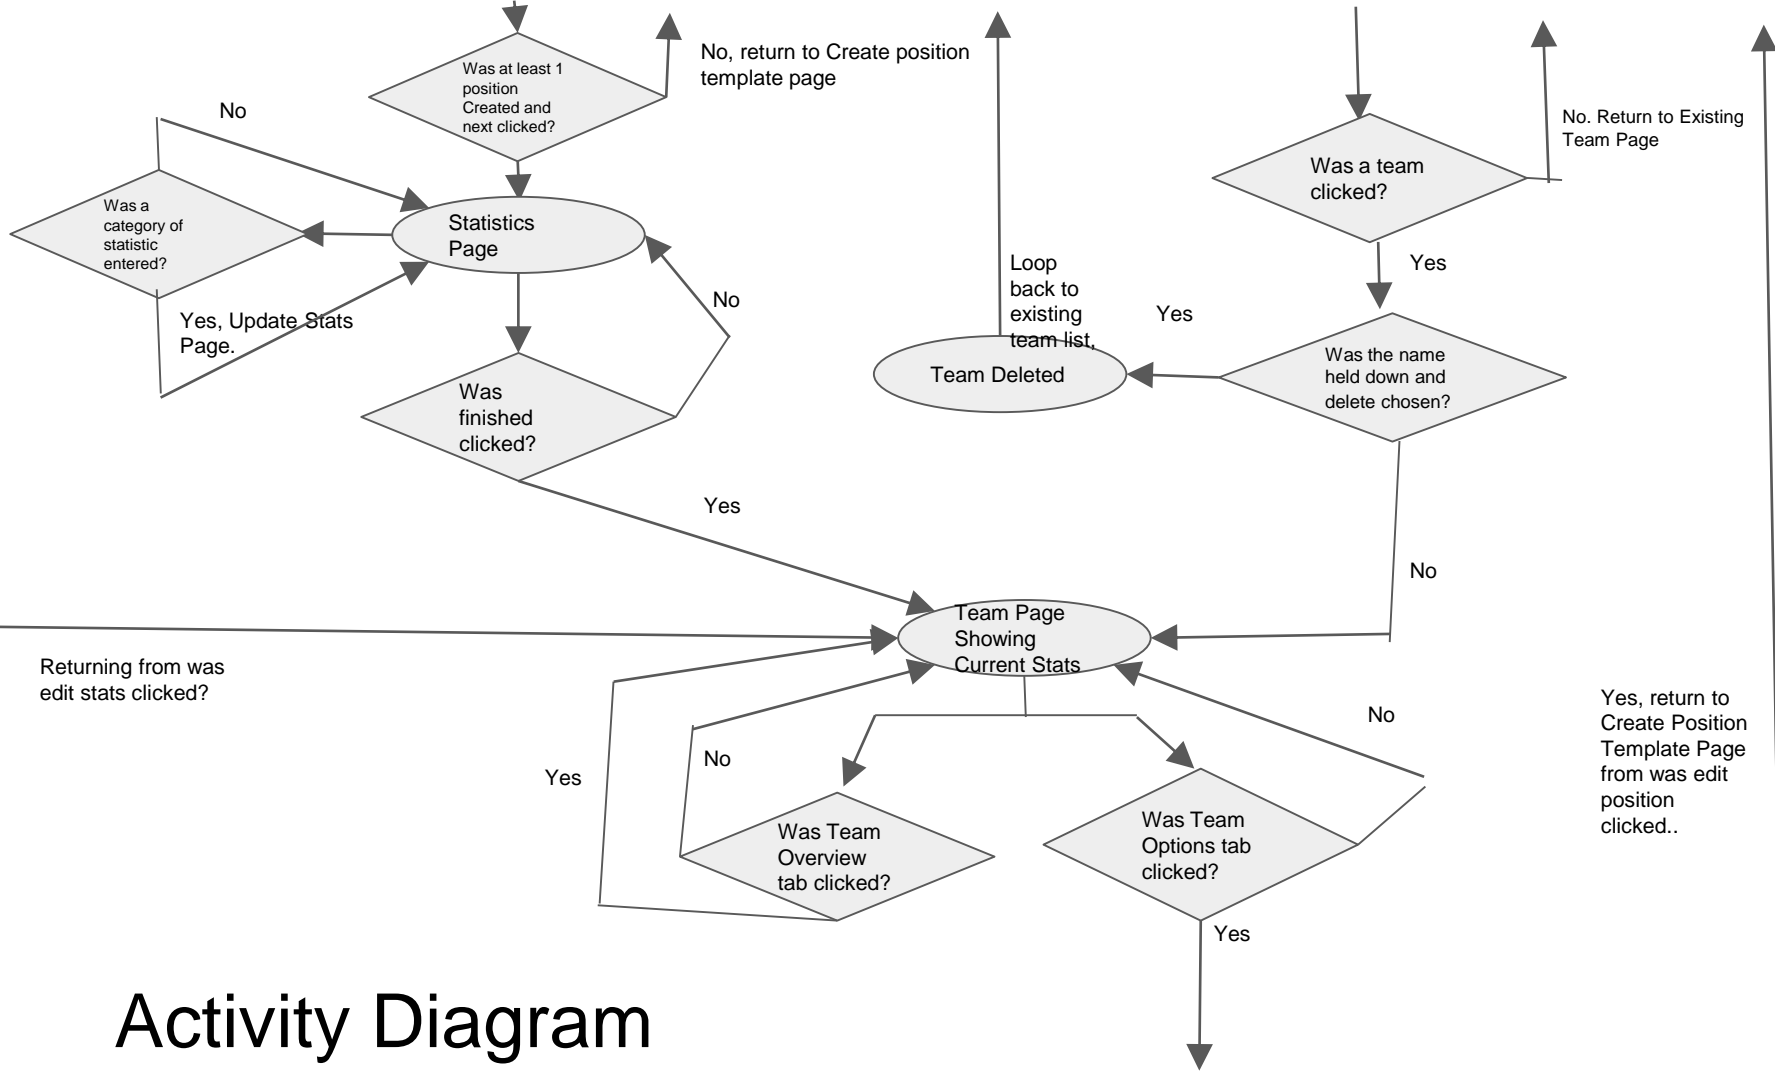 Was at least 1
position
Created and
next clicked?
No, return to Create position
template page
No. Return to Existing
Team Page
No
Was a team
clicked?
Was a
category of
statistic
entered?
Statistics
Page
Yes
Loop
back to
existing
team list,
No
Yes
Yes, Update Stats
Page.
Team Deleted
Was the name
held down and
delete chosen?
Was
finished
clicked?
Yes
No
Team Page
Showing
Current Stats
Returning from was
edit stats clicked?
Yes, return to
Create Position
Template Page
from was edit
position
clicked..
No
No
Yes
Was Team
Overview
tab clicked?
Was Team
Options tab
clicked?
Yes
Activity Diagram